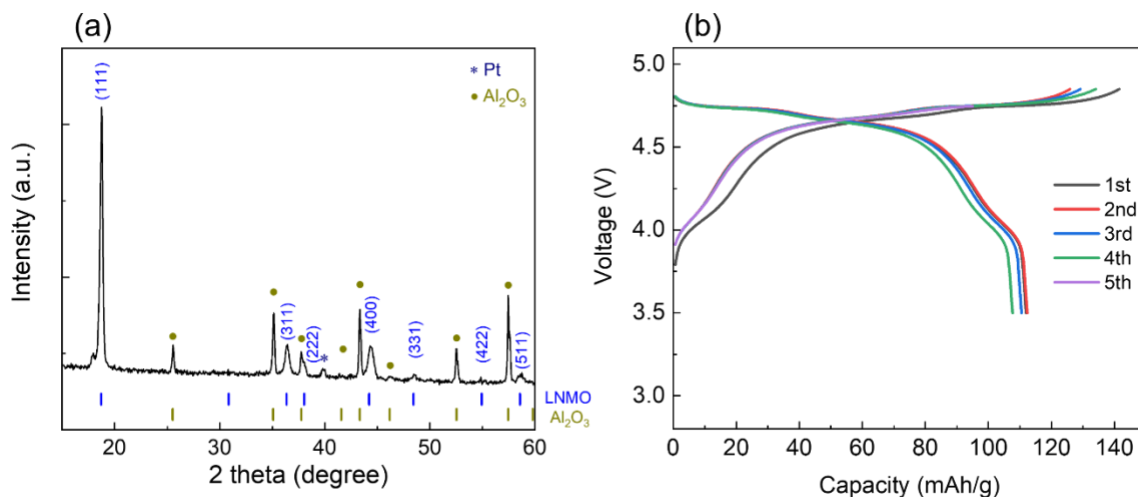 (a)
(111)
* Pt
Al₂O₃
(311)
(222)
*
(400)
(331)
(422)
(511)
LNMO
Al₂O₃
20
30
40
50
60
2 theta (degree)
Intensity (a.u.)
(b)
5.0
4.5
4.0
3.5
3.0
Voltage (V)
1st
2nd
3rd
4th
5th
0
20
40
60
80
100
120
140
Capacity (mAh/g)